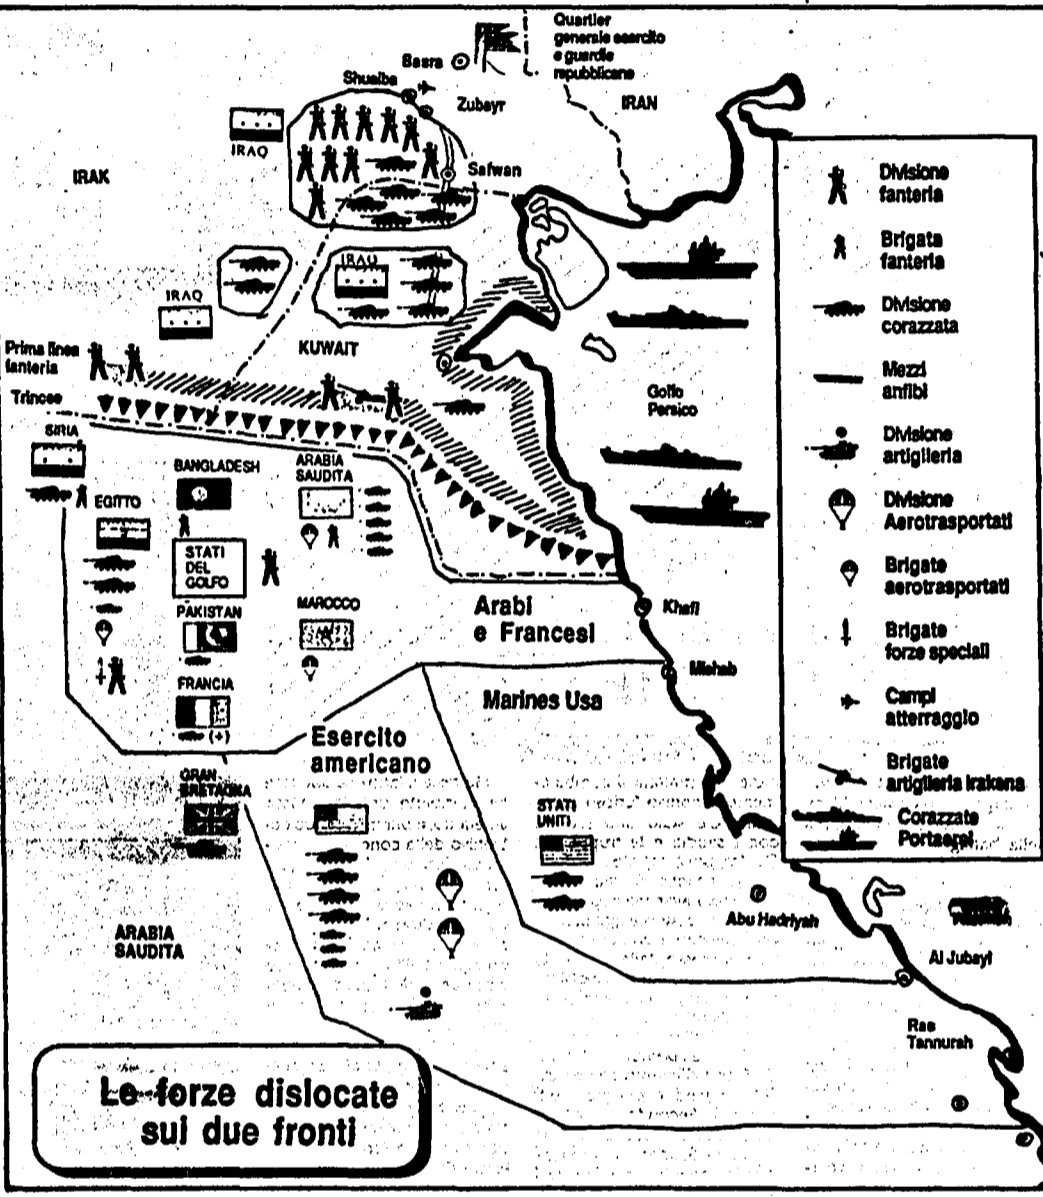 Quartier
generale esercito
e guardie
repubblicane
Basra
Shuaiba
Zubayr
IRAN
IRAQ
IRAK
Safwan
IRAQ
IRAQ
KUWAIT
Prima linea
fanteria
Trincee
Golfo
Persico
SIRIA
BANGLADESH
ARABIA
SAUDITA
EGITTO
STATI
DEL
GOLFO
PAKISTAN
MAROCCO
FRANCIA
(+)
Arabi
e Francesi
Khafi
Mishab
Marines Usa
Esercito
americano
GRAN
BRETAGNA
STATI
UNITI
Abu Hadriyah
ARABIA
SAUDITA
Al Jubayl
Ras
Tannurah
Le forze dislocate
sui due fronti
Divisione
fanteria
Brigata
fanteria
Divisione
corazzata
Mezzi
anfibi
Divisione
artiglieria
Divisione
Aerotrasportati
Brigate
aerotrasportati
Brigate
forze speciali
Campi
atterraggio
Brigate
artiglieria irakena
Corazzate
Portaerei